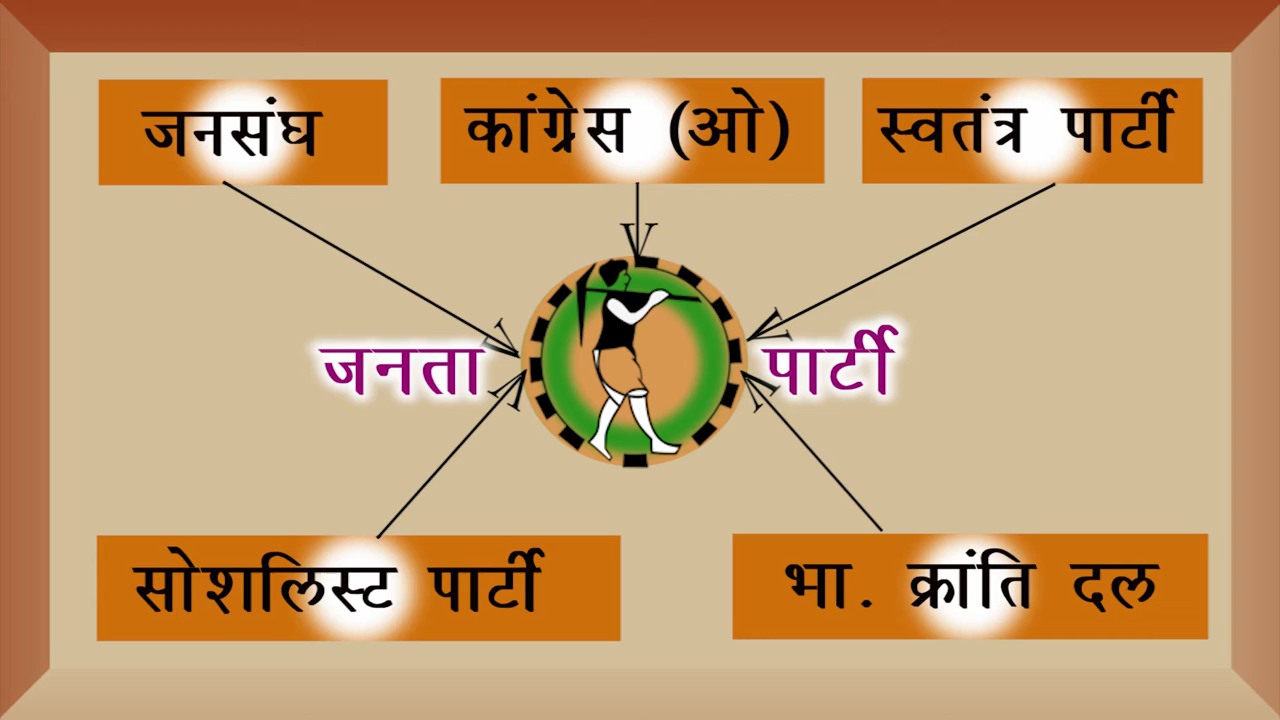 जनसंघ
कांग्रेस (ओ)
स्वतंत्र पार्टी
जनता पार्टी
सोशलिस्ट पार्टी
भा. क्रांति दल